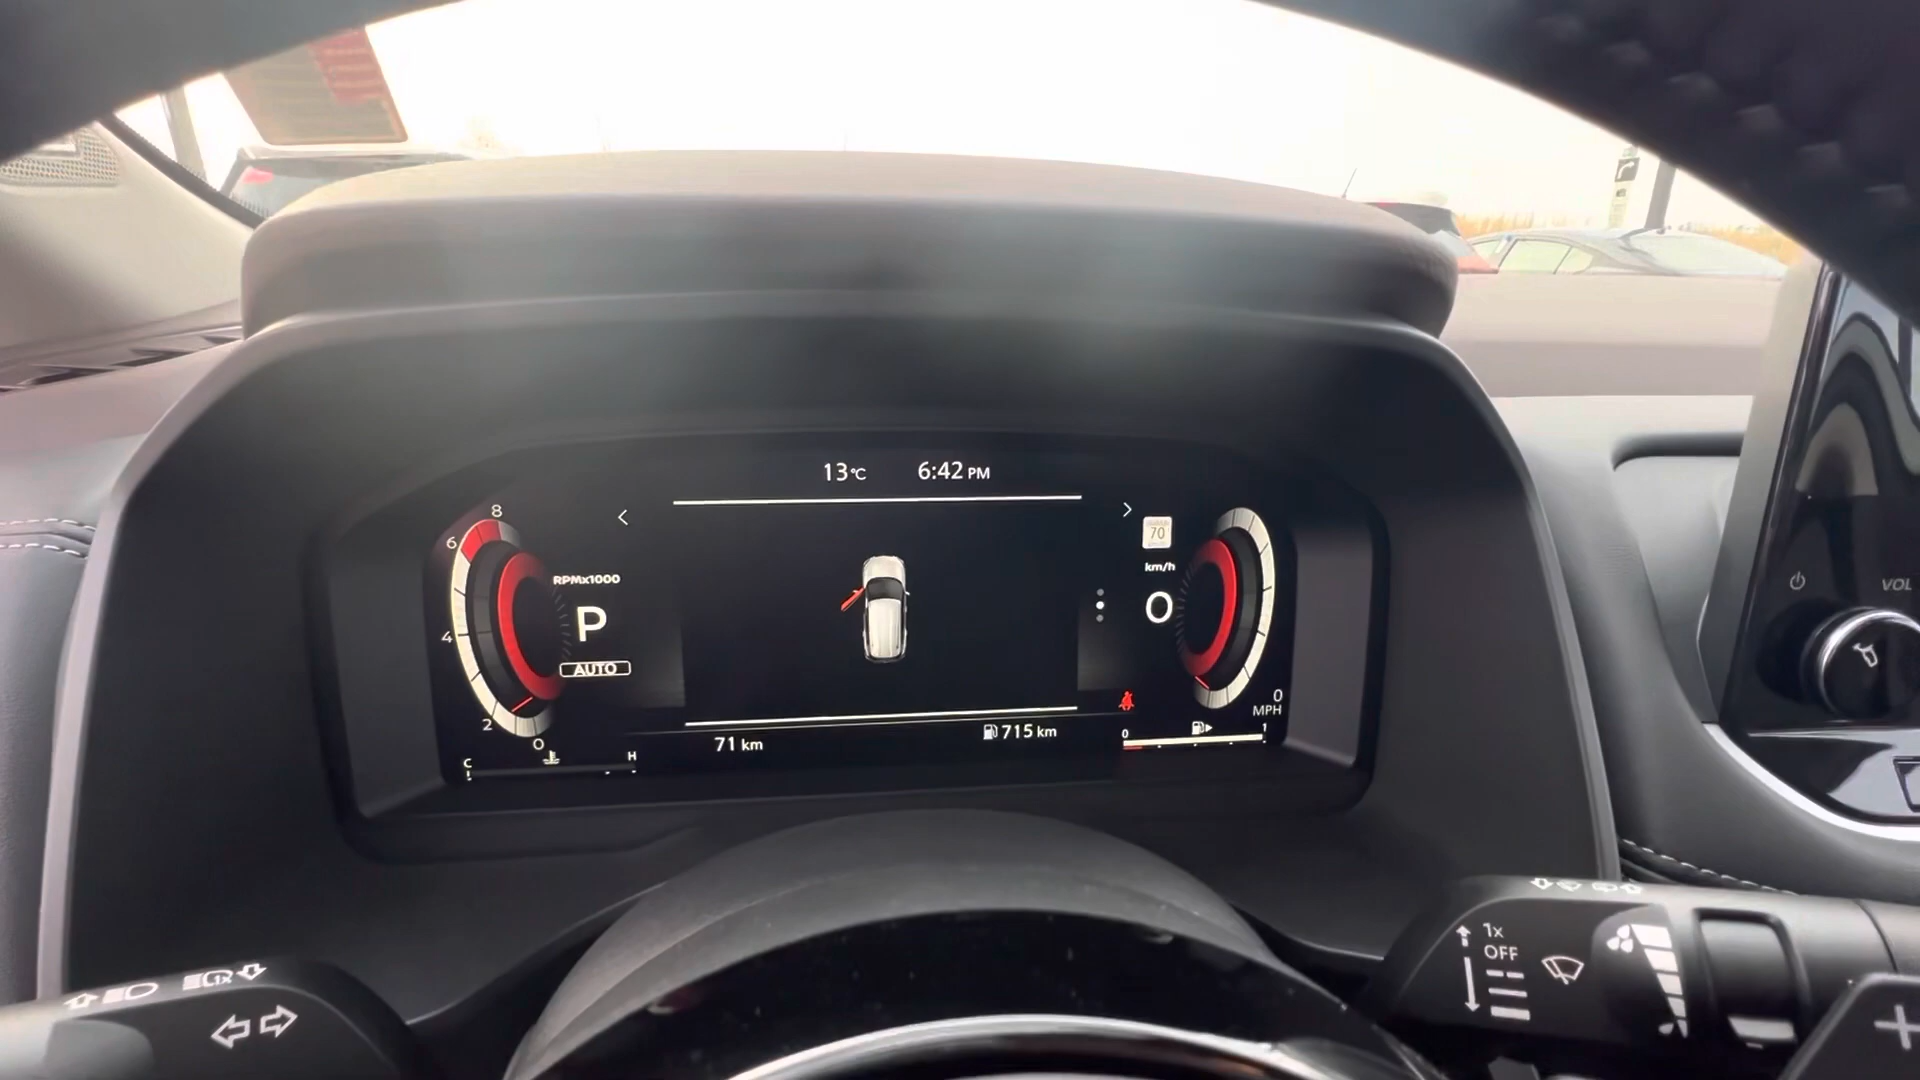 13°C 6:42 PM
8
6
4
2
0
RPMx1000
P
AUTO
70
km/h
0
0
MPH
71 km
715 km
C H
0 1
VOL
1x
OFF
1x